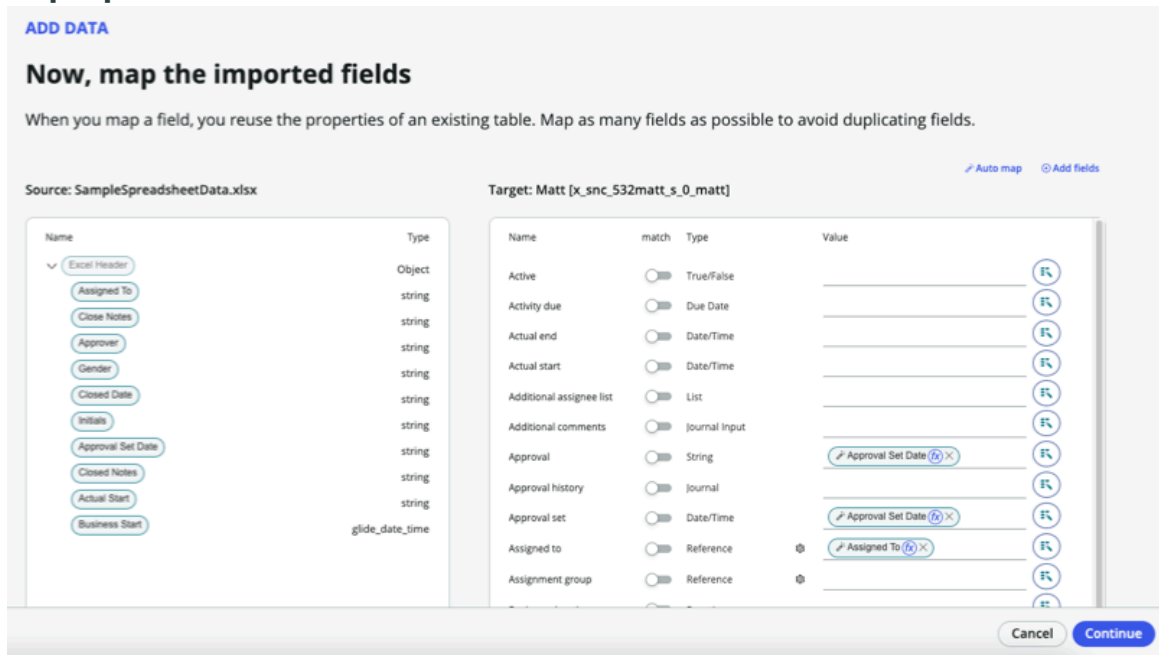 ADD DATA
Now, map the imported fields
When you map a field, you reuse the properties of an existing table. Map as many fields as possible to avoid duplicating fields.
Auto map Add fields
Source: SampleSpreadsheetData.xlsx Target: Matt [x_snc_532matt_s_0_matt]
Name Type
Excel Header Object
Assigned To string
Close Notes string
Approver string
Gender string
Closed Date string
Initials string
Approval Set Date string
Closed Notes string
Actual Start string
Business Start glide_date_time
Name match Type Value
Active True/False
Activity due Due Date
Actual end Date/Time
Actual start Date/Time
Additional assignee list List
Additional comments Journal Input
Approval String Approval Set Date fx
Approval history Journal
Approval set Date/Time Approval Set Date fx
Assigned to Reference Assigned To fx
Assignment group Reference
Cancel Continue